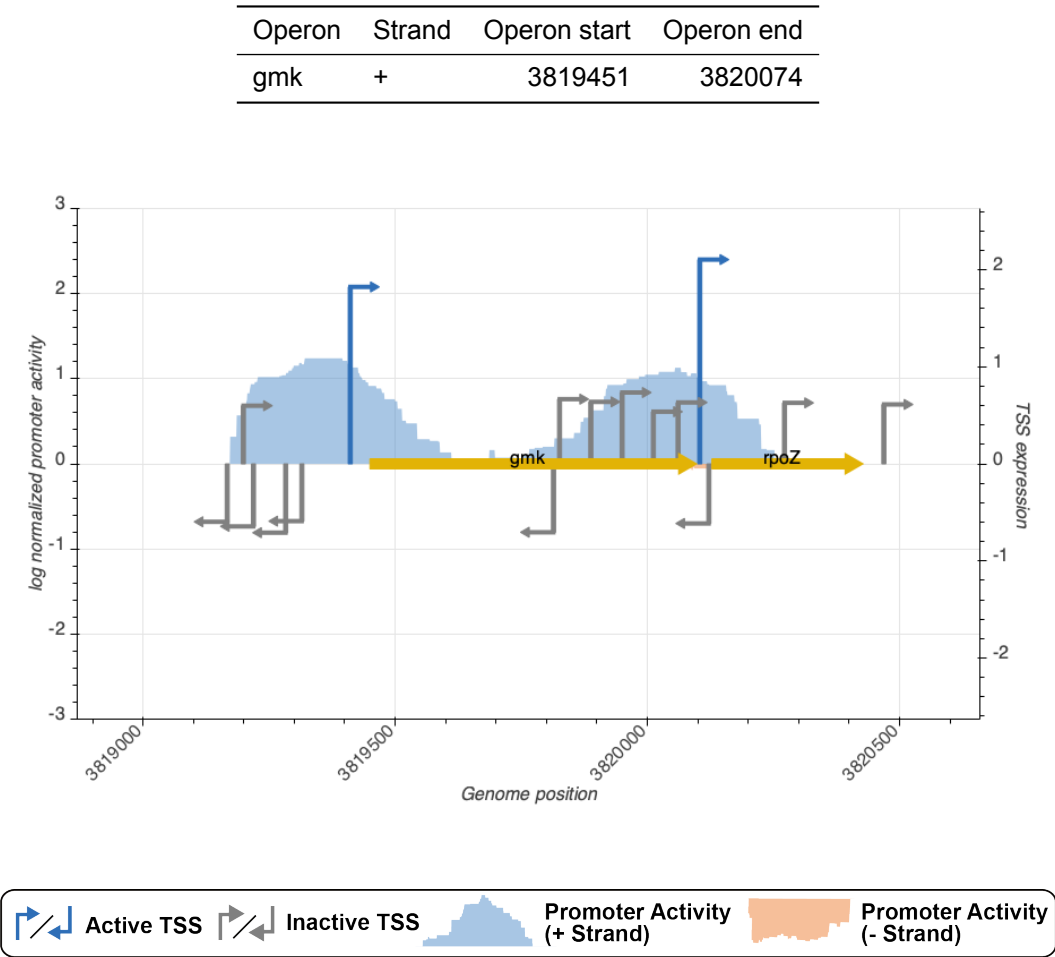 Operon Strand Operon start Operon end
gmk + 3819451 3820074
log normalized promoter activity
3
2
1
0
-1
-2
-3
gmk
rpoZ
2
1
0
-1
-2
TSS expression
3819000 3819500 3820000 3820500
Genome position
Active TSS
Inactive TSS
Promoter Activity
(+ Strand)
Promoter Activity
(- Strand)